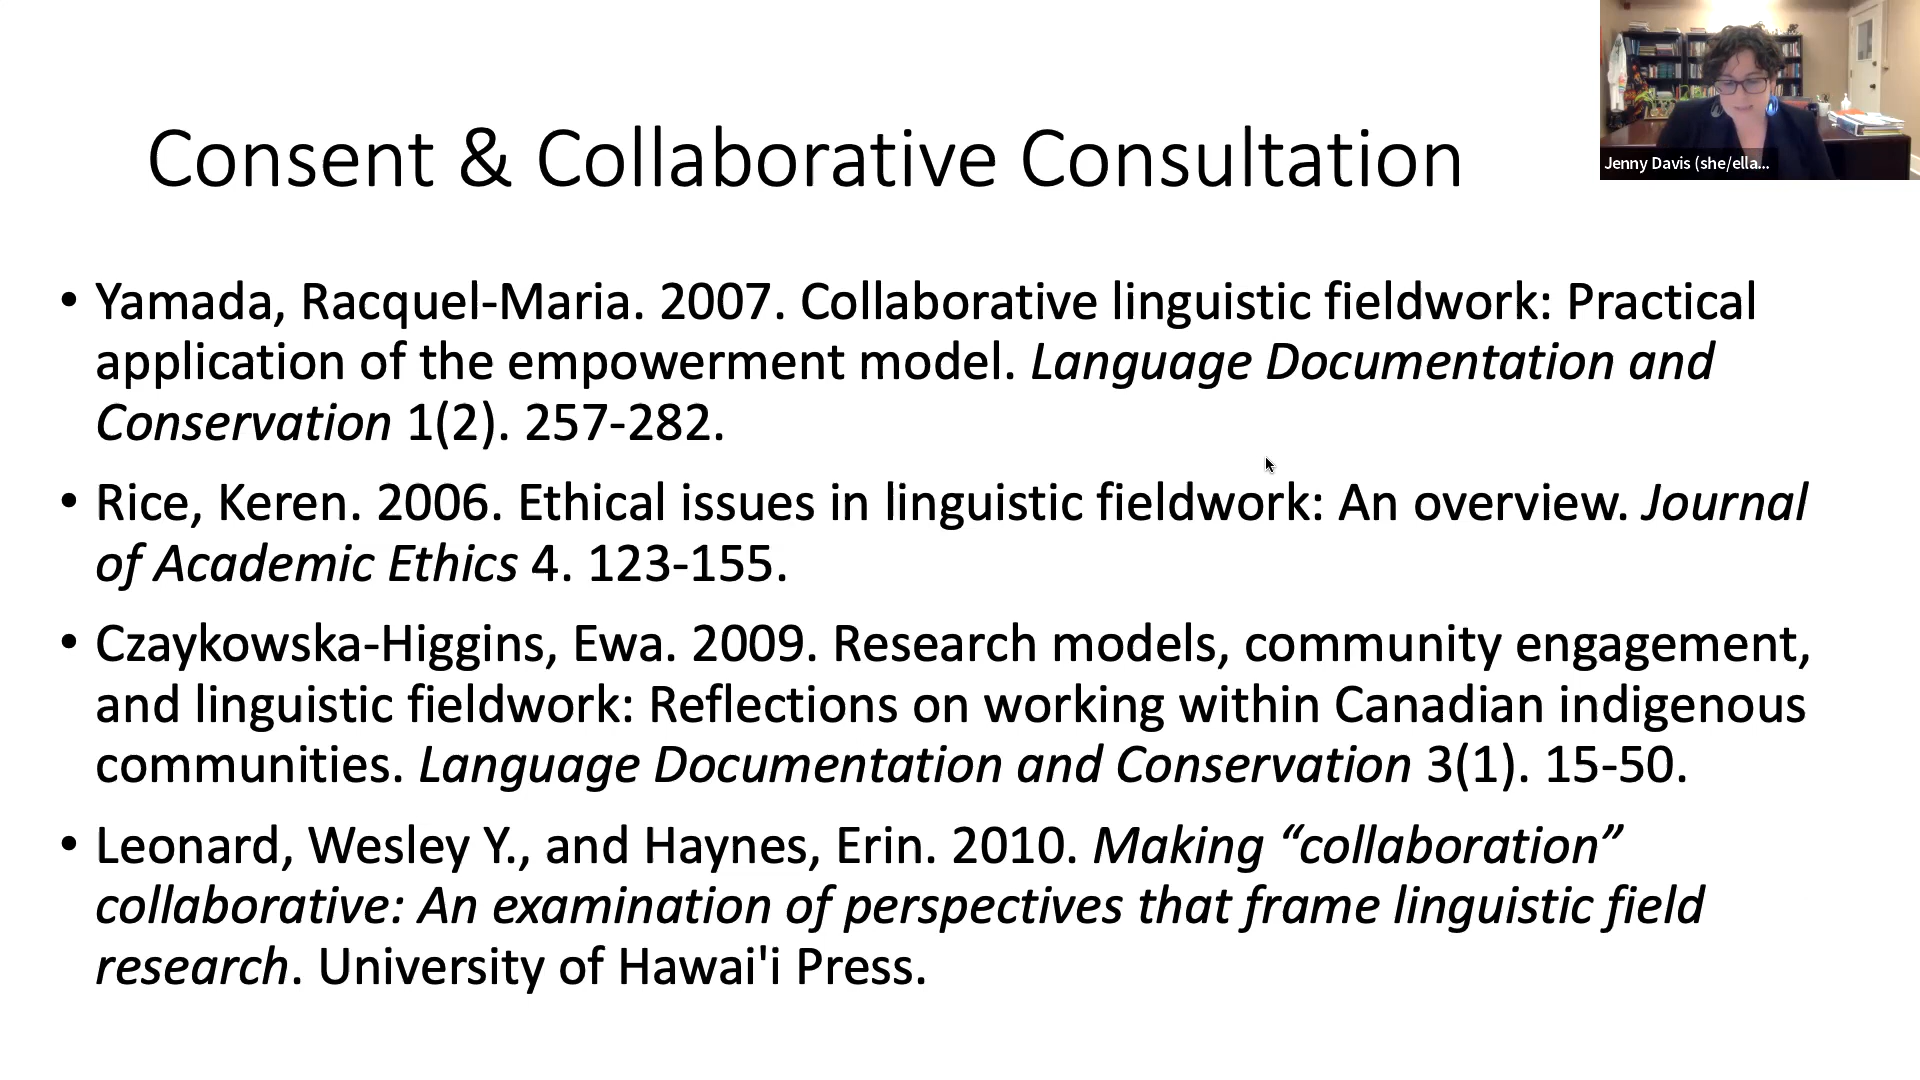 Consent & Collaborative Consultation
Jenny Davis (she/ella...
• Yamada, Racquel-Maria. 2007. Collaborative linguistic fieldwork: Practical
application of the empowerment model. Language Documentation and
Conservation 1(2). 257-282.
• Rice, Keren. 2006. Ethical issues in linguistic fieldwork: An overview. Journal
of Academic Ethics 4. 123-155.
• Czaykowska-Higgins, Ewa. 2009. Research models, community engagement,
and linguistic fieldwork: Reflections on working within Canadian indigenous
communities. Language Documentation and Conservation 3(1). 15-50.
• Leonard, Wesley Y., and Haynes, Erin. 2010. Making “collaboration”
collaborative: An examination of perspectives that frame linguistic field
research. University of Hawai'i Press.